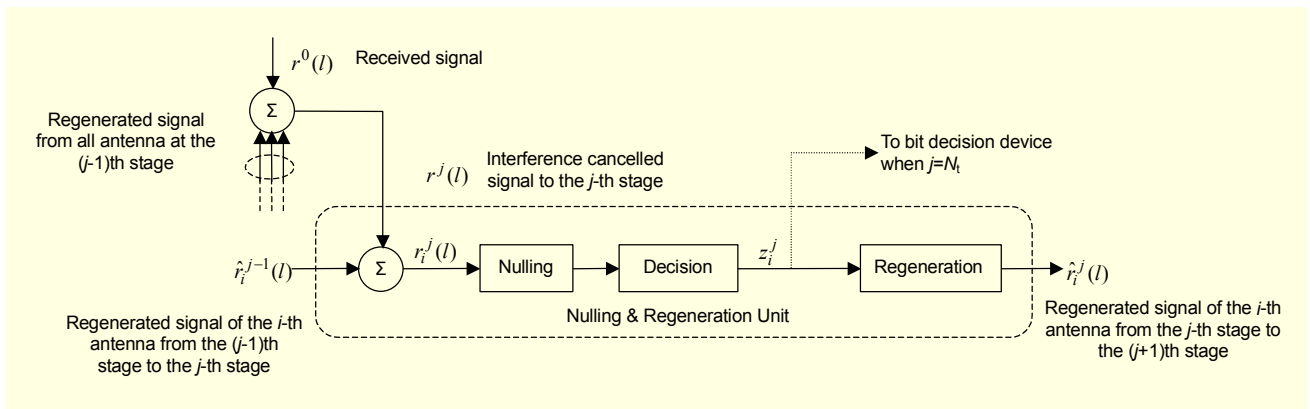 r⁰(l) Received signal
Σ
Regenerated signal
from all antenna at the
(j-1)th stage
To bit decision device
when j=Nₜ
Interference cancelled
signal to the j-th stage
rʲ(l)
r̂ᵢʲ⁻¹(l)
Σ
rᵢʲ(l)
Nulling
Decision
zᵢʲ
Regeneration
r̂ᵢʲ(l)
Nulling & Regeneration Unit
Regenerated signal of the i-th
antenna from the (j-1)th
stage to the j-th stage
Regenerated signal of the i-th
antenna from the j-th stage to
the (j+1)th stage